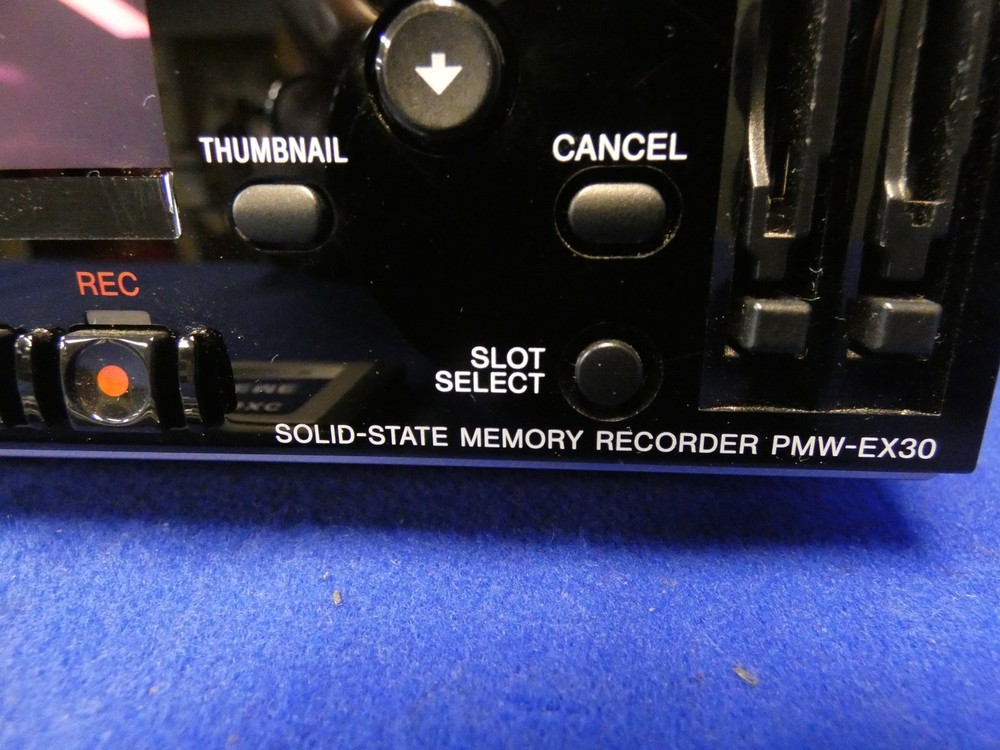 THUMBNAIL
CANCEL
REC
SLOT
SELECT
SOLID-STATE MEMORY RECORDER PMW-EX30